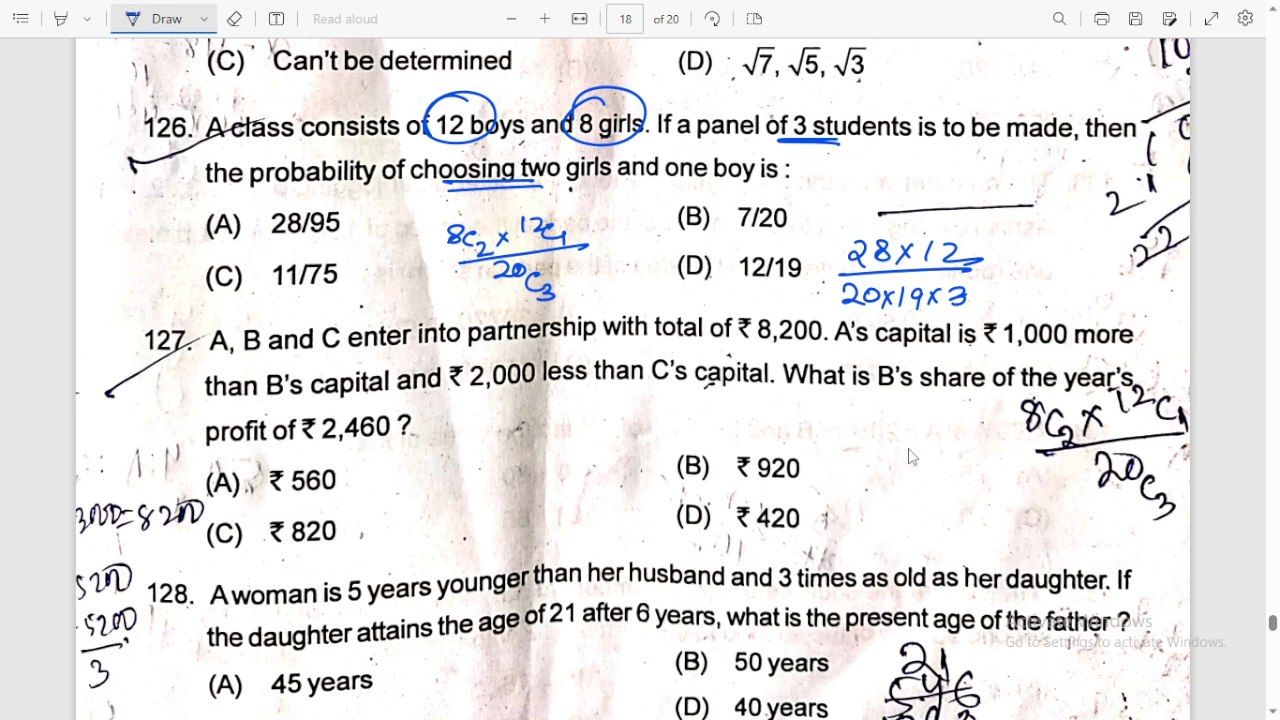 Draw
Read aloud
18 of 20
(C) Can't be determined
(D) √7, √5, √3
126. A class consists of 12 boys and 8 girls. If a panel of 3 students is to be made, then
the probability of choosing two girls and one boy is :
(A) 28/95
(B) 7/20
(C) 11/75
(D) 12/19
8C2 × 12C1
20C3
28 × 12
20×19×3
127. A, B and C enter into partnership with total of ₹ 8,200. A's capital is ₹ 1,000 more
than B's capital and ₹ 2,000 less than C's capital. What is B's share of the year's
profit of ₹ 2,460 ?
(A) ₹ 560
(B) ₹ 920
(C) ₹ 820
(D) ₹ 420
8C2 × 12C1
20C3
=8200
5200
5200
3
128. A woman is 5 years younger than her husband and 3 times as old as her daughter. If
the daughter attains the age of 21 after 6 years, what is the present age of the father ?
Activate Windows
Go to Settings to activate Windows.
(A) 45 years
(B) 50 years
(D) 40 years
21